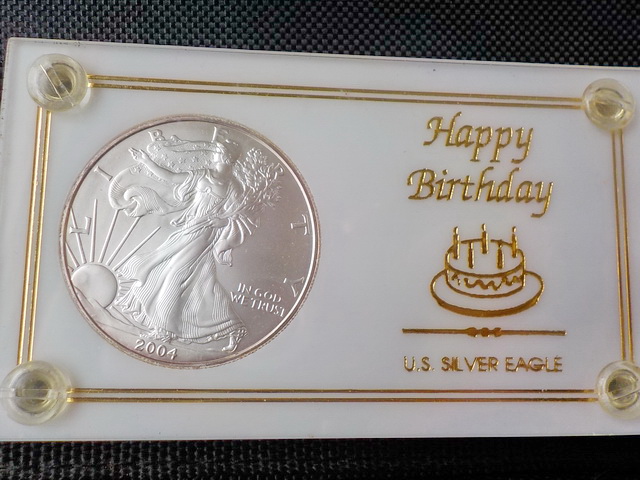 LIBERTY
IN GOD
WE TRUST
2004
Happy
Birthday
U.S. SILVER EAGLE